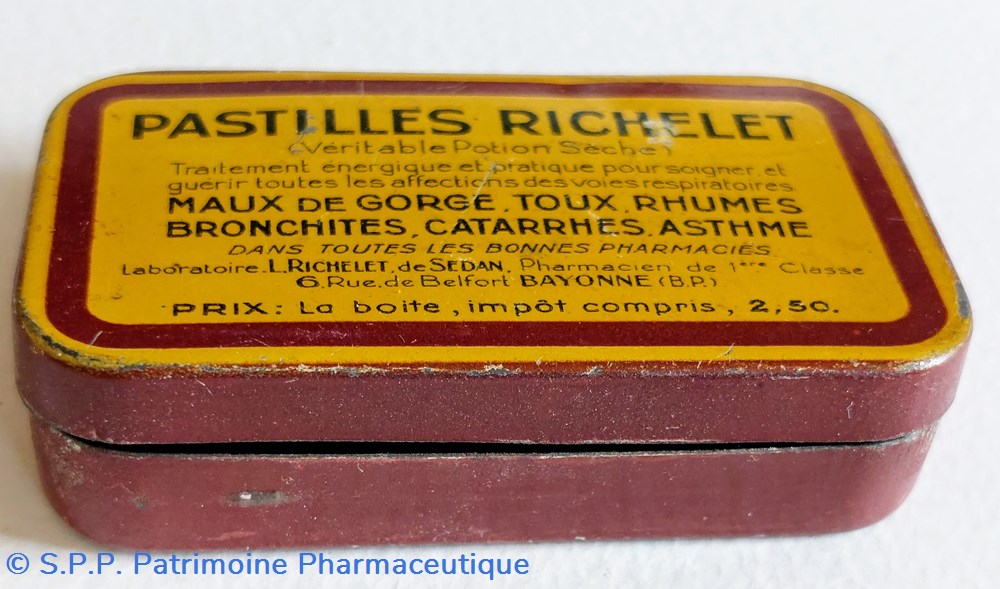 PASTILLES RICHELET
(Véritable Potion Sèche)
Traitement énergique et pratique pour soigner et
guérir toutes les affections des voies respiratoires
MAUX DE GORGE, TOUX, RHUMES
BRONCHITES, CATARRHES, ASTHME
DANS TOUTES LES BONNES PHARMACIES
Laboratoire L. RICHELET, de SEDAN, Pharmacien de 1ère Classe
6, Rue de Belfort BAYONNE (B.P.)
PRIX: La boite, impôt compris, 2,50.
© S.P.P. Patrimoine Pharmaceutique